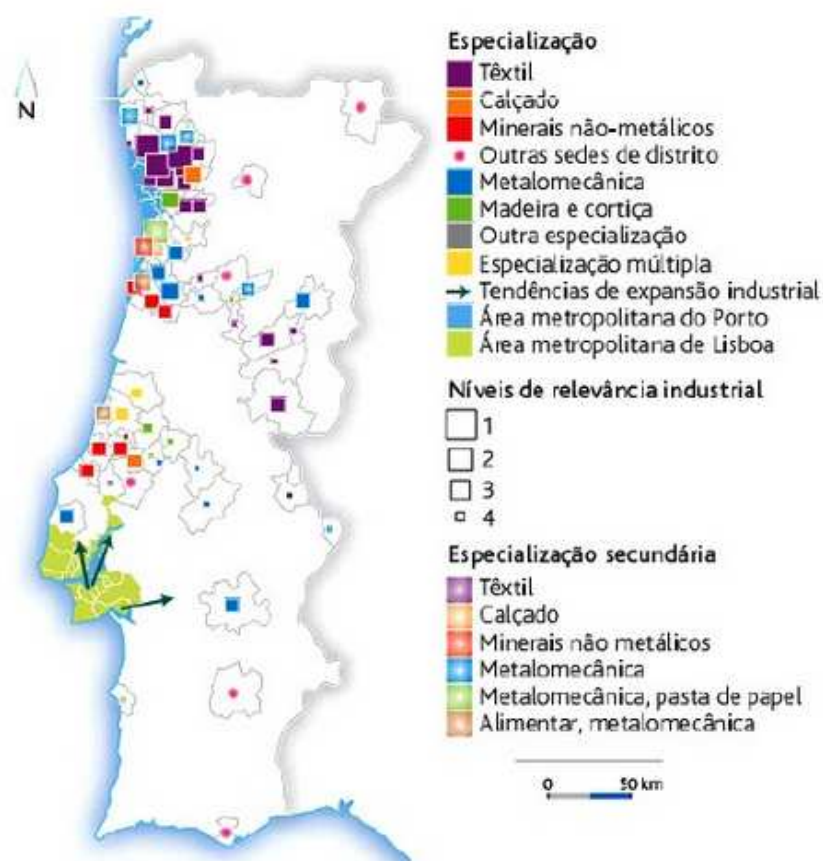 N
Especialização
Têxtil
Calçado
Minerais não-metálicos
Outras sedes de distrito
Metalomecânica
Madeira e cortiça
Outra especialização
Especialização múltipla
Tendências de expansão industrial
Área metropolitana do Porto
Área metropolitana de Lisboa
Níveis de relevância industrial
1
2
3
4
Especialização secundária
Têxtil
Calçado
Minerais não metálicos
Metalomecânica
Metalomecânica, pasta de papel
Alimentar, metalomecânica
0 50 km